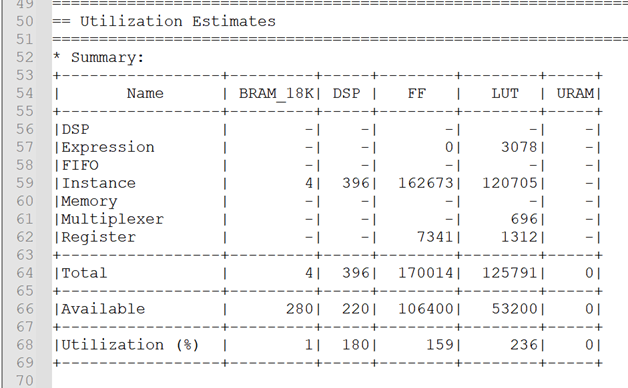 49 ================================================================
50 == Utilization Estimates
51 ================================================================
52 * Summary:
53 +------------------+---------+-----+--------+--------+-----+
54 |       Name       | BRAM_18K| DSP |   FF   |   LUT  | URAM|
55 +------------------+---------+-----+--------+--------+-----+
56 |DSP               |        -|    -|       -|       -|    -|
57 |Expression        |        -|    -|       0|    3078|    -|
58 |FIFO              |        -|    -|       -|       -|    -|
59 |Instance          |        4|  396|  162673|  120705|    -|
60 |Memory            |        -|    -|       -|       -|    -|
61 |Multiplexer       |        -|    -|       -|     696|    -|
62 |Register          |        -|    -|    7341|    1312|    -|
63 +------------------+---------+-----+--------+--------+-----+
64 |Total             |        4|  396|  170014|  125791|    0|
65 +------------------+---------+-----+--------+--------+-----+
66 |Available         |      280|  220|  106400|   53200|    0|
67 +------------------+---------+-----+--------+--------+-----+
68 |Utilization (%)   |        1|  180|     159|     236|    0|
69 +------------------+---------+-----+--------+--------+-----+
70